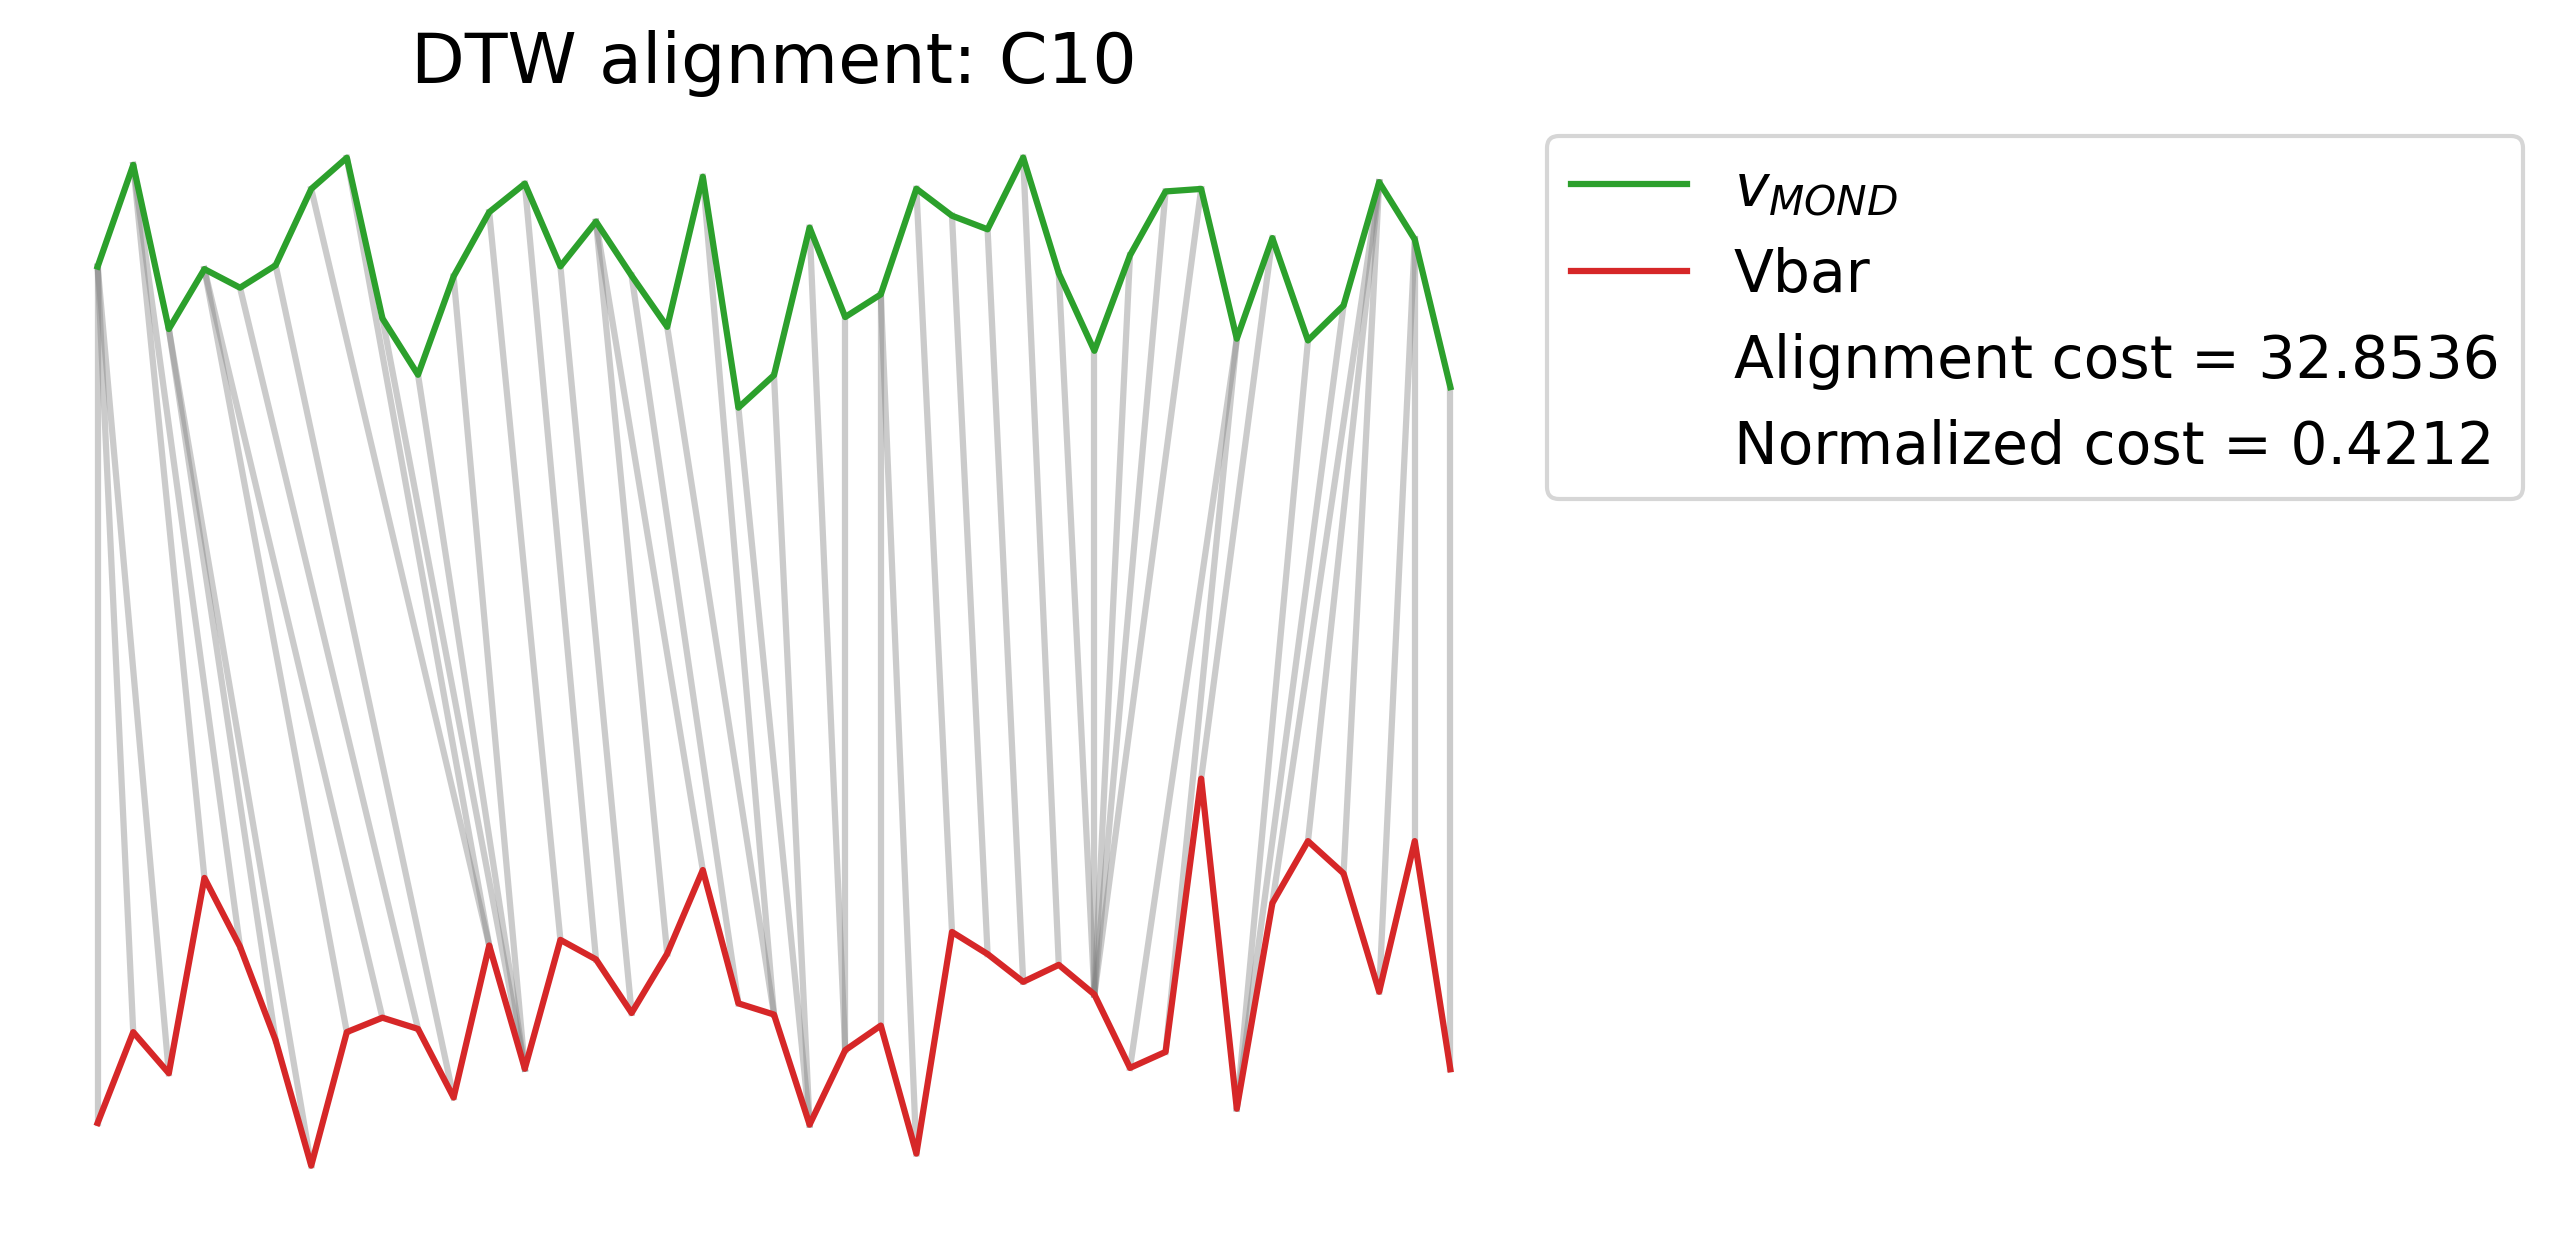 DTW alignment: C10
v_MOND
Vbar
Alignment cost = 32.8536
Normalized cost = 0.4212